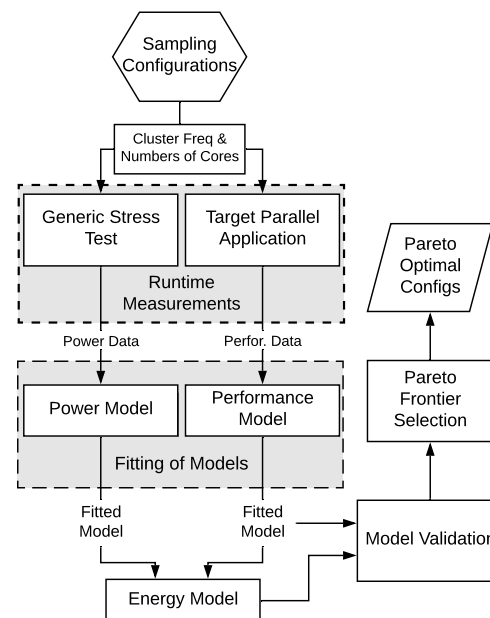 Sampling
Configurations
Cluster Freq &
Numbers of Cores
Generic Stress
Test
Target Parallel
Application
Runtime
Measurements
Power Data
Perfor. Data
Power Model
Performance
Model
Fitting of Models
Fitted
Model
Fitted
Model
Energy Model
Model Validation
Pareto
Frontier
Selection
Pareto
Optimal
Configs